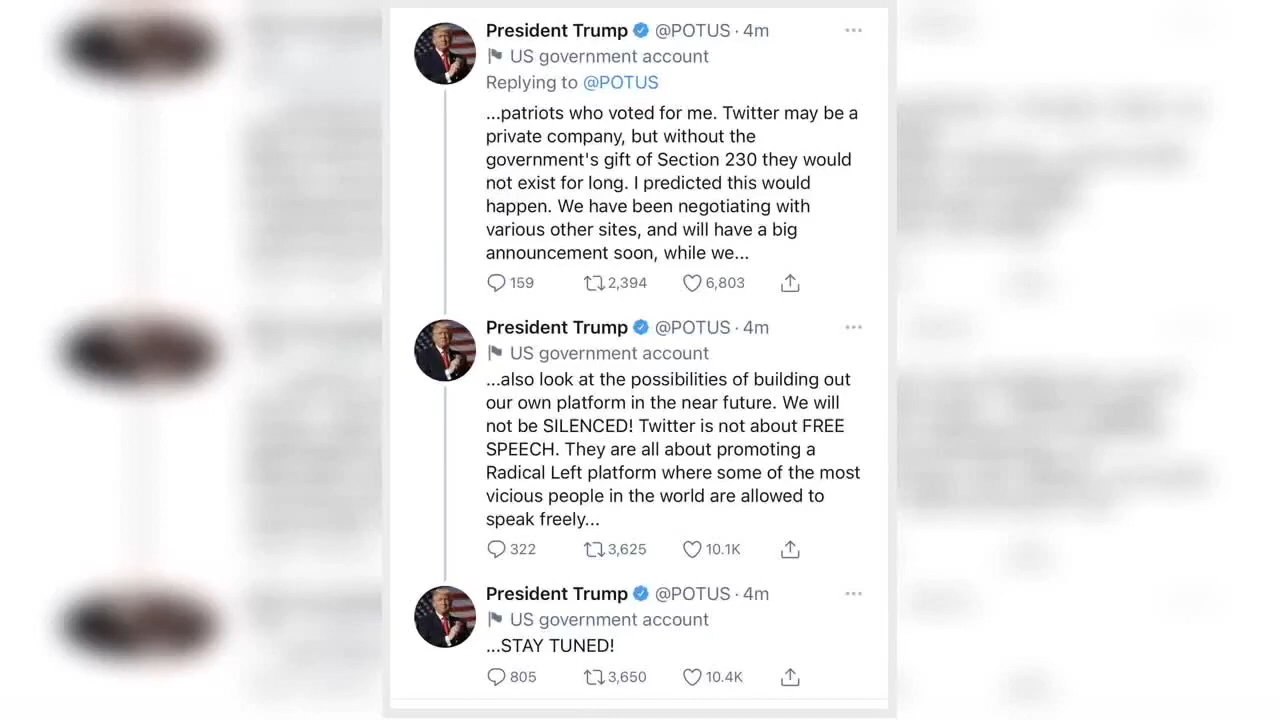 President Trump @POTUS · 4m
US government account
Replying to @POTUS
...patriots who voted for me. Twitter may be a
private company, but without the
government's gift of Section 230 they would
not exist for long. I predicted this would
happen. We have been negotiating with
various other sites, and will have a big
announcement soon, while we...
159 2,394 6,803
President Trump @POTUS · 4m
US government account
...also look at the possibilities of building out
our own platform in the near future. We will
not be SILENCED! Twitter is not about FREE
SPEECH. They are all about promoting a
Radical Left platform where some of the most
vicious people in the world are allowed to
speak freely...
322 3,625 10.1K
President Trump @POTUS · 4m
US government account
...STAY TUNED!
805 3,650 10.4K